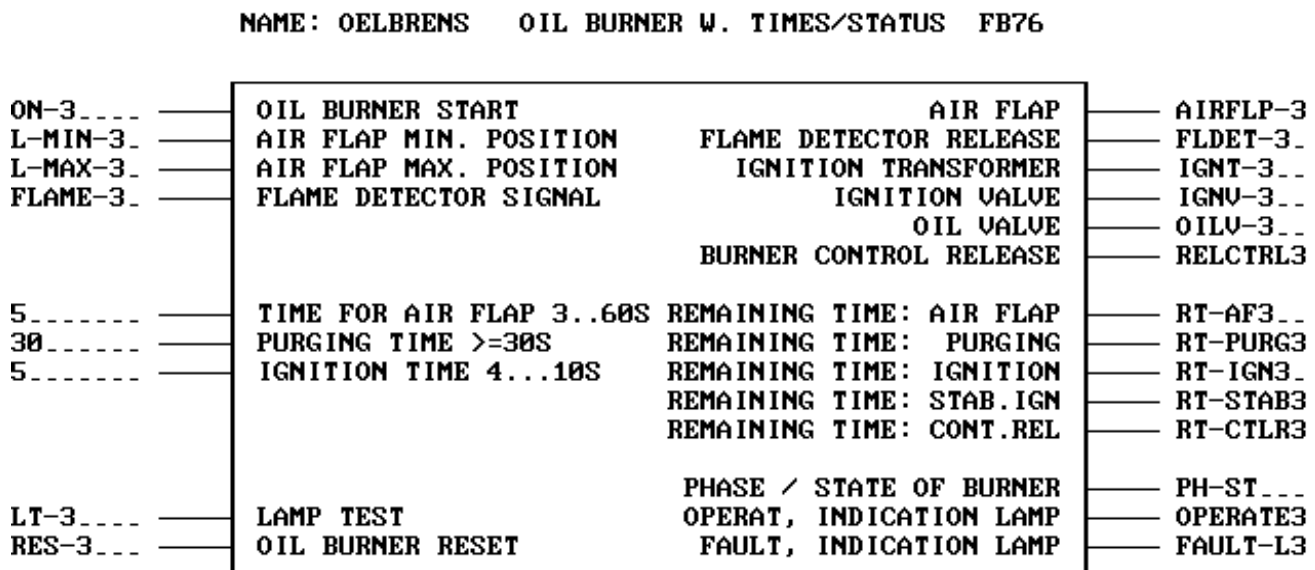 NAME: OELBRENS OIL BURNER W. TIMES/STATUS FB76
ON-3____ OIL BURNER START AIR FLAP AIRFLP-3
L-MIN-3_ AIR FLAP MIN. POSITION FLAME DETECTOR RELEASE FLDET-3_
L-MAX-3_ AIR FLAP MAX. POSITION IGNITION TRANSFORMER IGNT-3__
FLAME-3_ FLAME DETECTOR SIGNAL IGNITION VALVE IGNV-3__
OIL VALVE OILV-3__
BURNER CONTROL RELEASE RELCTRL3
5_______ TIME FOR AIR FLAP 3..60S REMAINING TIME: AIR FLAP RT-AF3__
30______ PURGING TIME >=30S REMAINING TIME: PURGING RT-PURG3
5_______ IGNITION TIME 4...10S REMAINING TIME: IGNITION RT-IGN3_
REMAINING TIME: STAB.IGN RT-STAB3
REMAINING TIME: CONT.REL RT-CTLR3
PHASE / STATE OF BURNER PH-ST___
LT-3____ LAMP TEST OPERAT, INDICATION LAMP OPERATE3
RES-3___ OIL BURNER RESET FAULT, INDICATION LAMP FAULT-L3